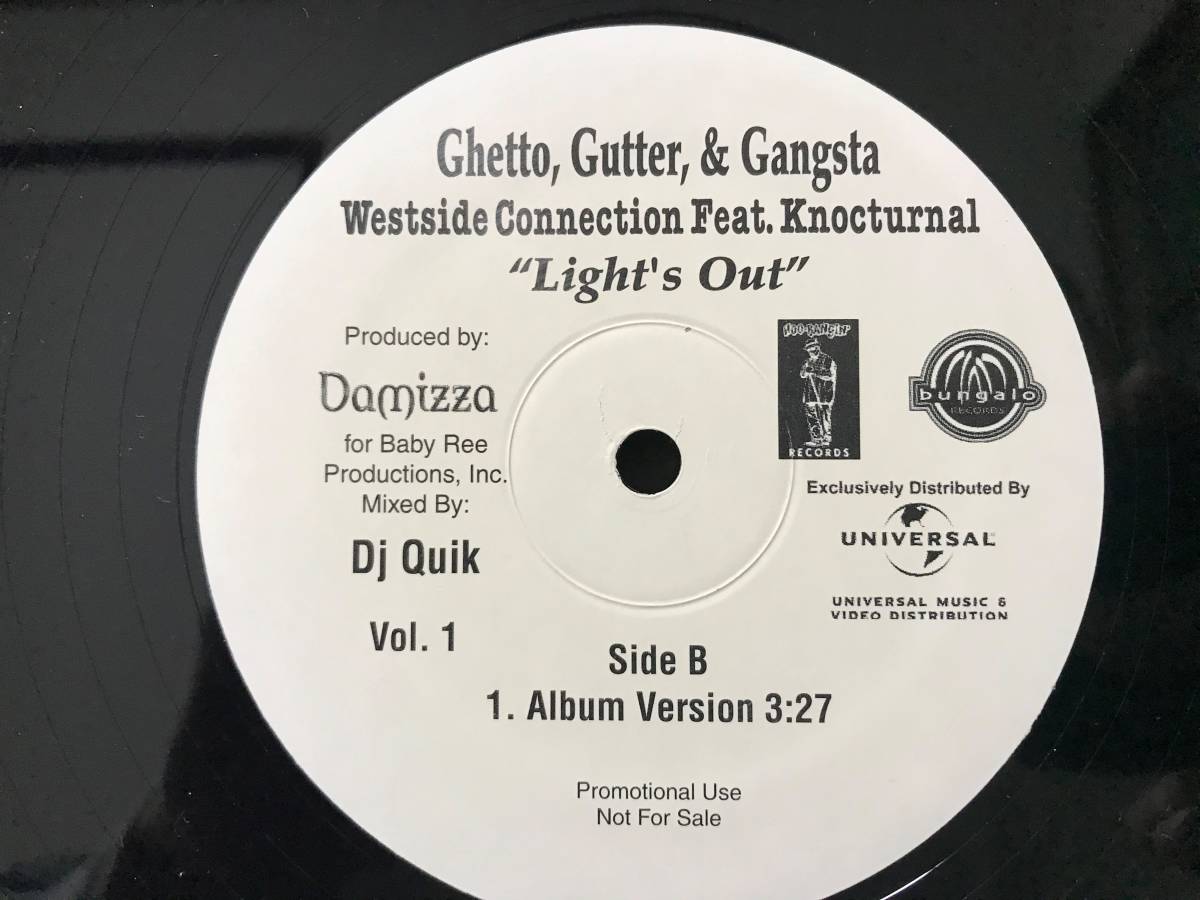 Ghetto, Gutter, & Gangsta
Westside Connection Feat. Knocturnal
“Light's Out”
Produced by:
Damizza
for Baby Ree
Productions, Inc.
Mixed By:
Dj Quik
Vol. 1
HOO-BANGIN'
RECORDS
bungalo
RECORDS
Exclusively Distributed By
UNIVERSAL
UNIVERSAL MUSIC &
VIDEO DISTRIBUTION
Side B
1. Album Version 3:27
Promotional Use
Not For Sale